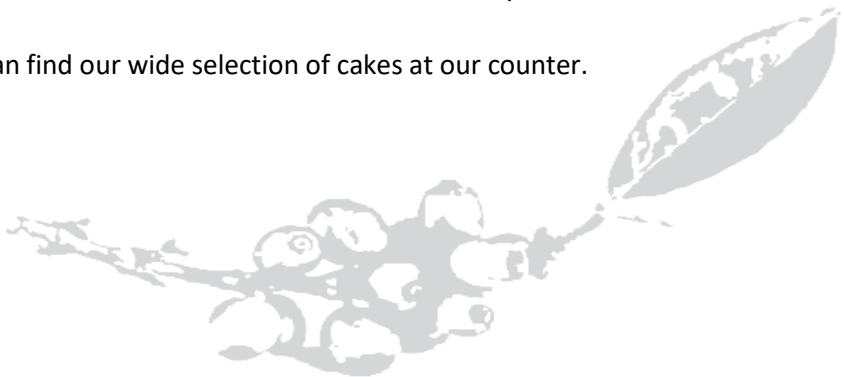 an find our wide selection of cakes at our counter.